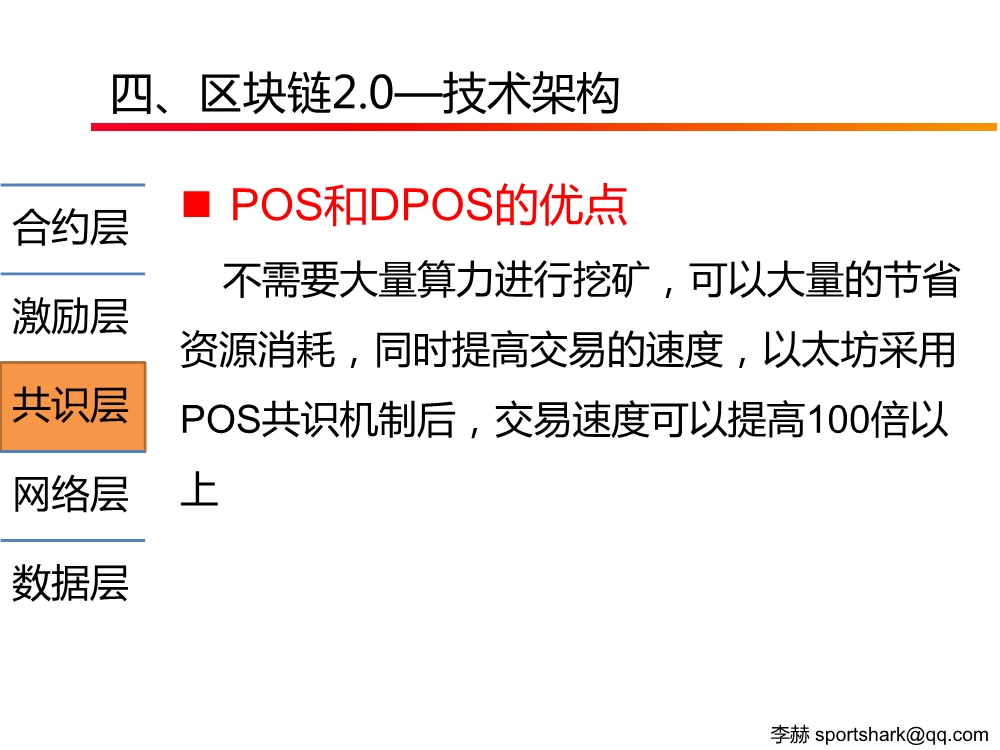 四、区块链2.0—技术架构
合约层
激励层
共识层
网络层
数据层
■ POS和DPOS的优点
不需要大量算力进行挖矿，可以大量的节省
资源消耗，同时提高交易的速度，以太坊采用
POS共识机制后，交易速度可以提高100倍以
上
李赫 sportshark@qq.com